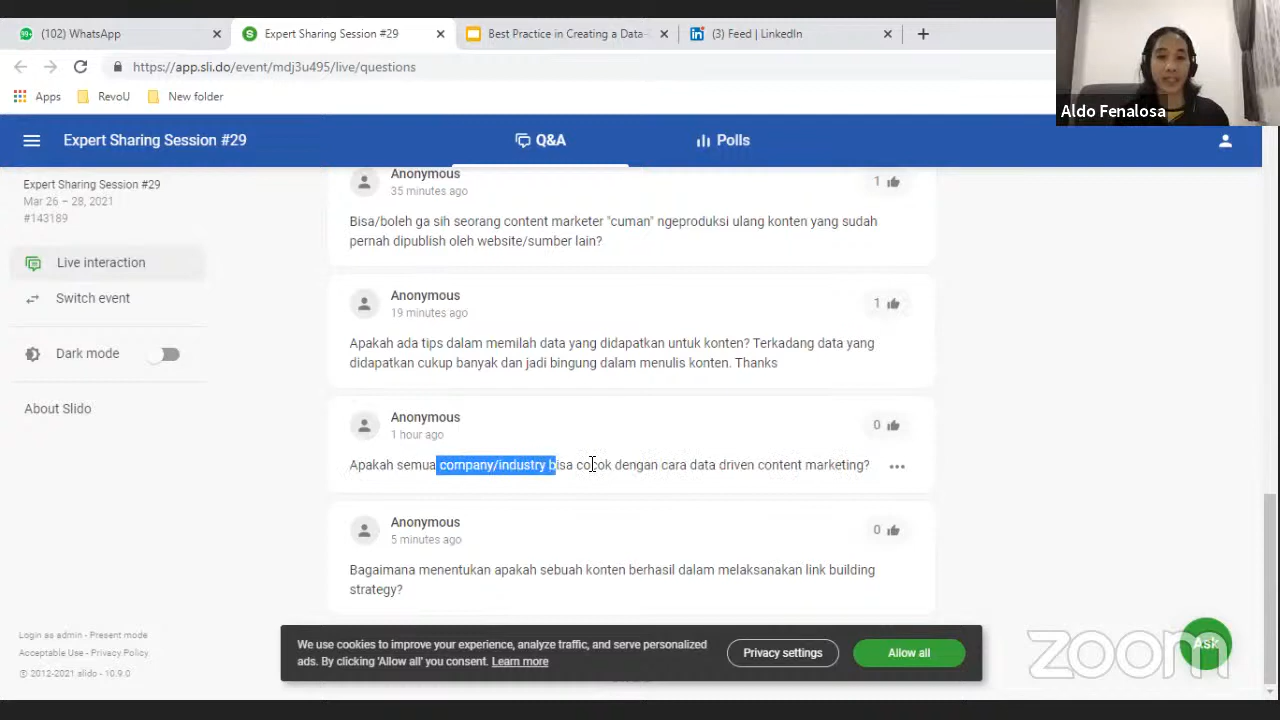 (102) WhatsApp
Expert Sharing Session #29
Best Practice in Creating a Data
(3) Feed | LinkedIn
https://app.sli.do/event/mdj3u495/live/questions
Apps
RevoU
New folder
Aldo Fenalosa
Expert Sharing Session #29
Q&A
Polls
Expert Sharing Session #29
Mar 26 – 28, 2021
#143189
Live interaction
Switch event
Dark mode
About Slido
Anonymous
35 minutes ago
1
Bisa/boleh ga sih seorang content marketer "cuman" ngeproduksi ulang konten yang sudah
pernah dipublish oleh website/sumber lain?
Anonymous
19 minutes ago
1
Apakah ada tips dalam memilah data yang didapatkan untuk konten? Terkadang data yang
didapatkan cukup banyak dan jadi bingung dalam menulis konten. Thanks
Anonymous
1 hour ago
0
Apakah semua company/industry bisa cocok dengan cara data driven content marketing?
Anonymous
5 minutes ago
0
Bagaimana menentukan apakah sebuah konten berhasil dalam melaksanakan link building
strategy?
Login as admin - Present mode
Acceptable Use - Privacy Policy
© 2012-2021 slido - 10.9.0
We use cookies to improve your experience, analyze traffic, and serve personalized
ads. By clicking 'Allow all' you consent. Learn more
Privacy settings
Allow all
Ask
zoom